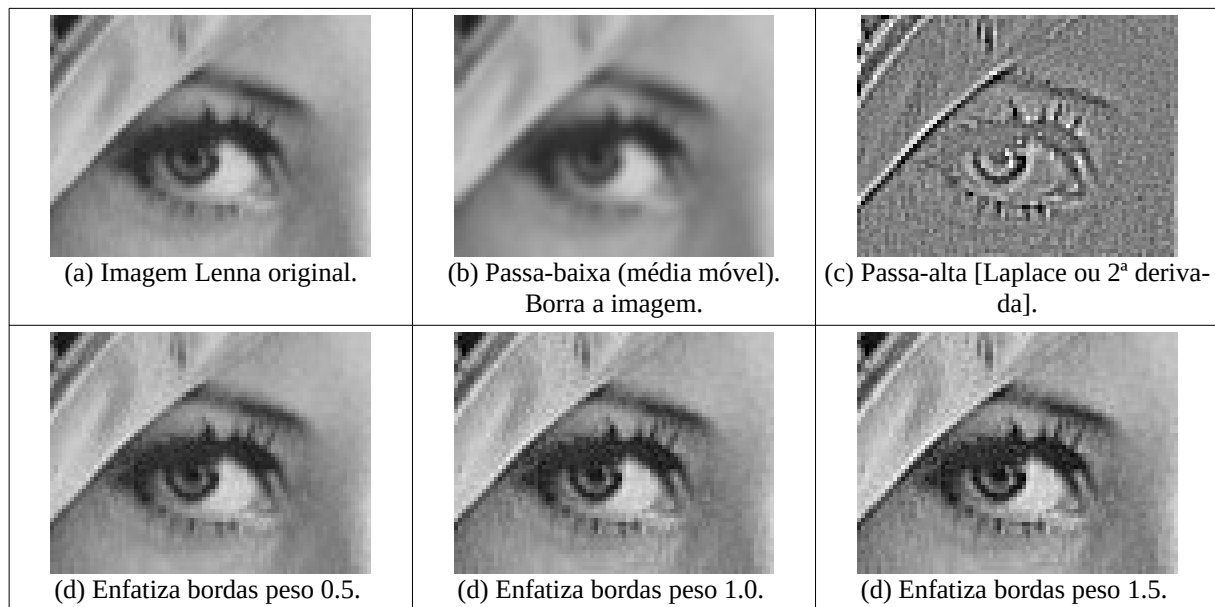 (a) Imagem Lenna original.
(b) Passa-baixa (média móvel).
Borra a imagem.
(c) Passa-alta [Laplace ou 2ª deriva-
da].
(d) Enfatiza bordas peso 0.5.
(d) Enfatiza bordas peso 1.0.
(d) Enfatiza bordas peso 1.5.